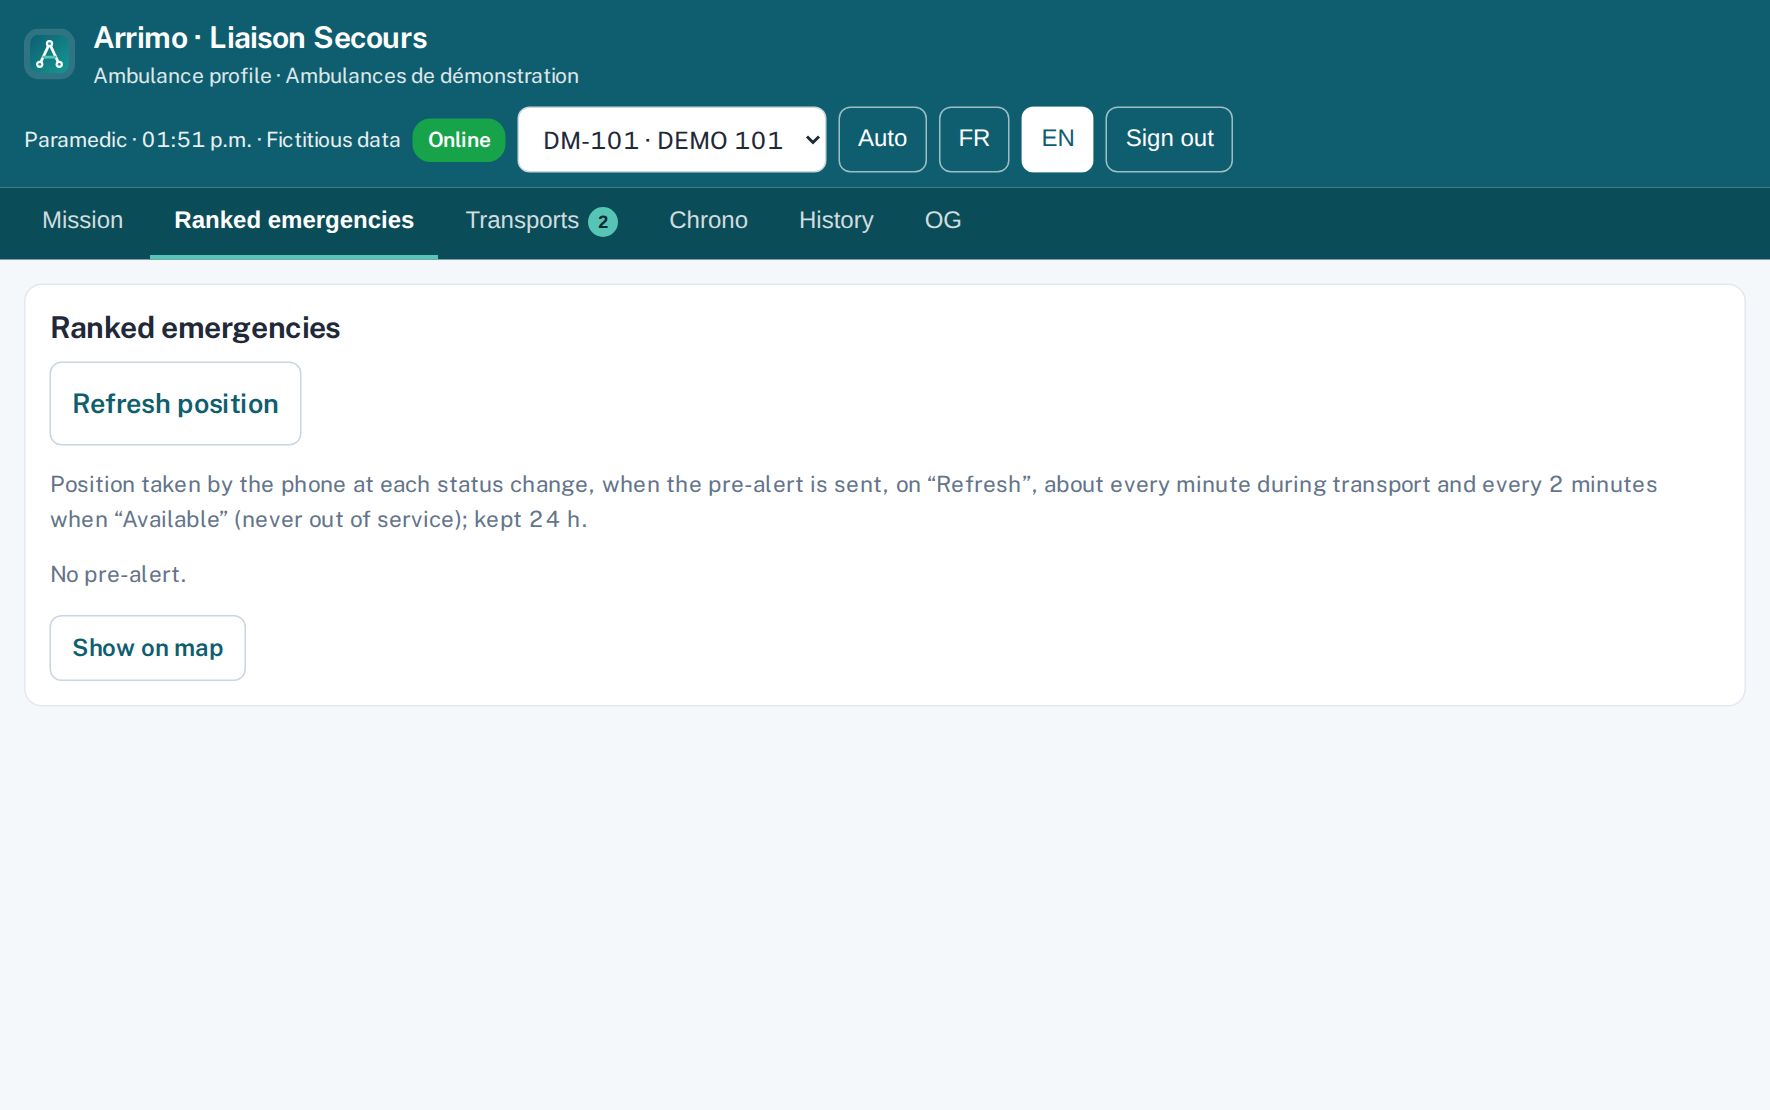 Arrimo · Liaison Secours
Ambulance profile · Ambulances de démonstration
Paramedic · 01:51 p.m. · Fictitious data Online DM-101 · DEMO 101 Auto FR EN Sign out
Mission Ranked emergencies Transports 2 Chrono History OG
Ranked emergencies
Refresh position
Position taken by the phone at each status change, when the pre-alert is sent, on “Refresh”, about every minute during transport and every 2 minutes
when “Available” (never out of service); kept 24 h.
No pre-alert.
Show on map